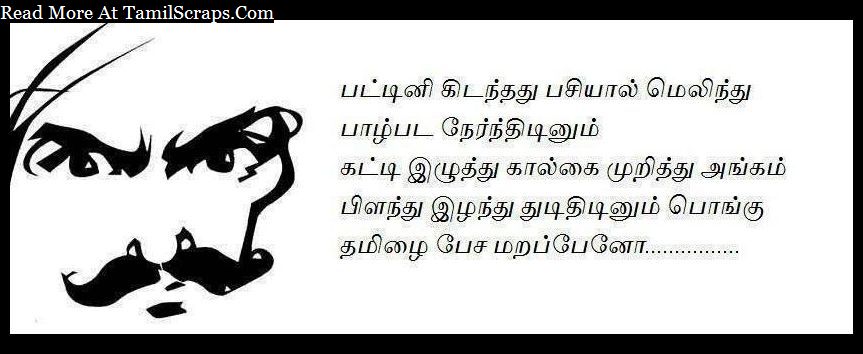 Read More At TamilScraps.Com
பட்டினி கிடந்தது பசியால் மெலிந்து
பாழ்பட நேர்ந்திடினும்
கட்டி இழுத்து கால்கை முறித்து அங்கம்
பிளந்து இழந்து துடிதிடினும் பொங்கு
தமிழை பேச மறப்பேனோ................